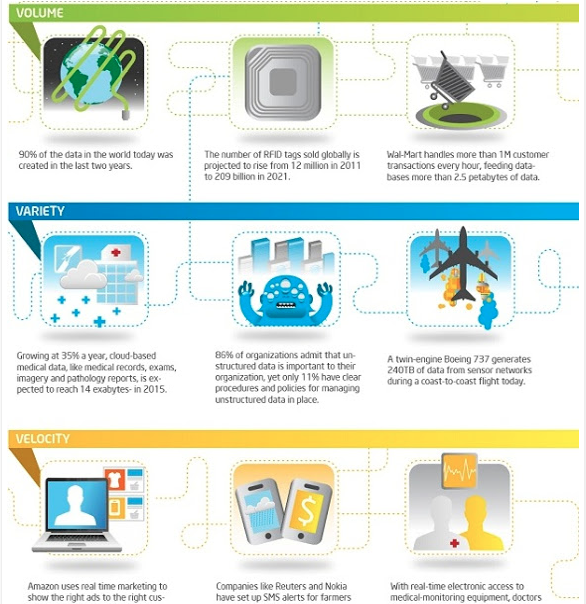 VOLUME
90% of the data in the world today was
created in the last two years.
The number of RFID tags sold globally is
projected to rise from 12 million in 2011
to 209 billion in 2021.
Wal-Mart handles more than 1M customer
transactions every hour, feeding data-
bases more than 2.5 petabytes of data.
VARIETY
Growing at 35% a year, cloud-based
medical data, like medical records, exams,
imagery and pathology reports, is ex-
pected to reach 14 exabytes- in 2015.
86% of organizations admit that un-
structured data is important to their
organization, yet only 11% have clear
procedures and policies for managing
unstructured data in place.
A twin-engine Boeing 737 generates
240TB of data from sensor networks
during a coast-to-coast flight today.
VELOCITY
$
Amazon uses real time marketing to
show the right ads to the right cus-
Companies like Reuters and Nokia
have set up SMS alerts for farmers
With real-time electronic access to
medical-monitoring equipment, doctors